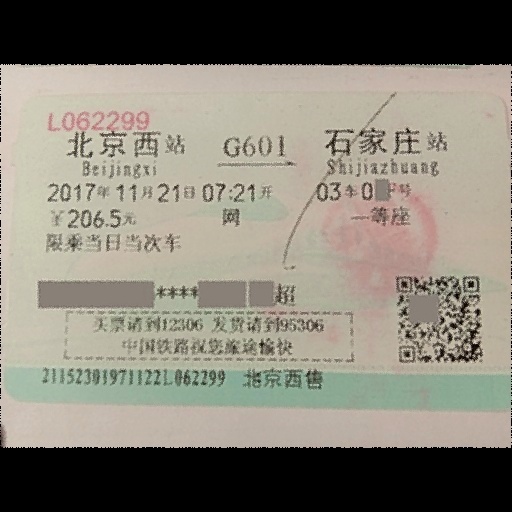 L062299
北京西站 G601 石家庄站
Beijingxi Shijiazhuang
2017年11月21日07:21开 03车0 号
￥206.5元 网 一等座
限乘当日当次车
**** 超
买票请到12306 发货请到95306
中国铁路祝您旅途愉快
21152301971122L062299 北京西售